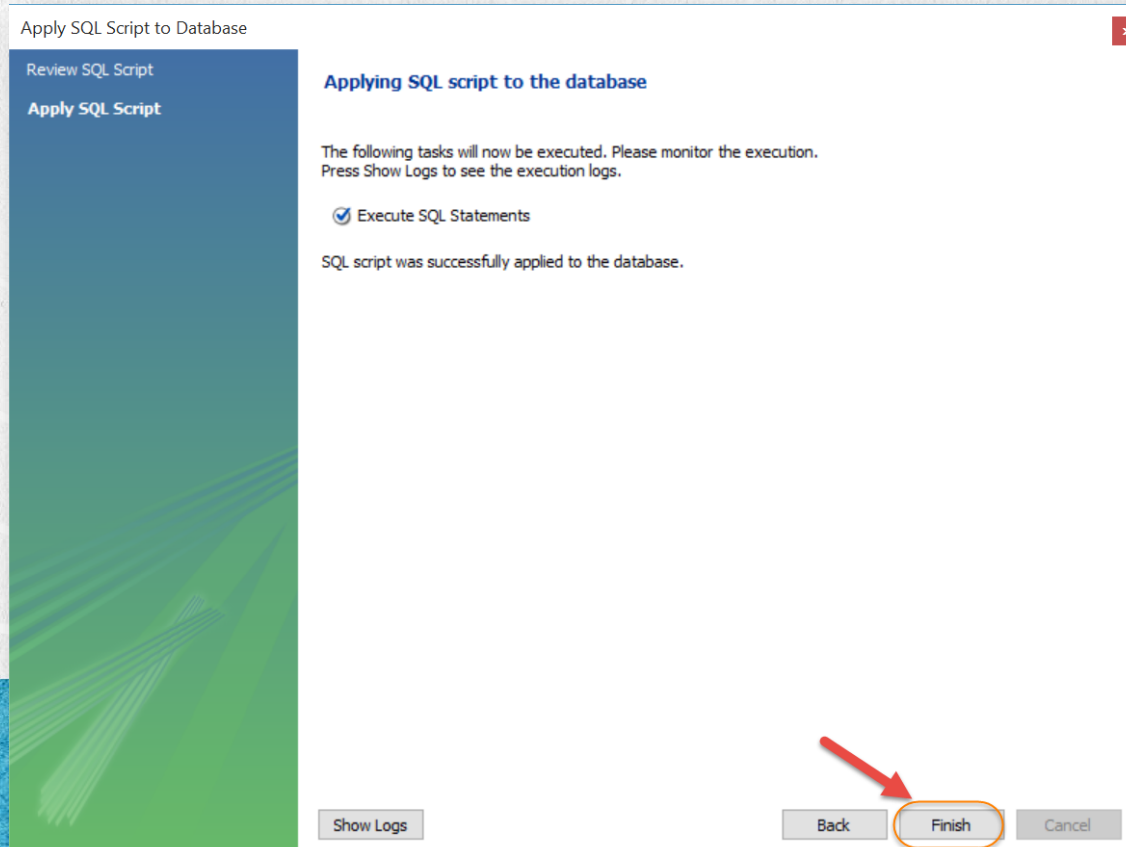 Apply SQL Script to Database
Review SQL Script
Apply SQL Script
Applying SQL script to the database
The following tasks will now be executed. Please monitor the execution.
Press Show Logs to see the execution logs.
Execute SQL Statements
SQL script was successfully applied to the database.
Show Logs
Back
Finish
Cancel